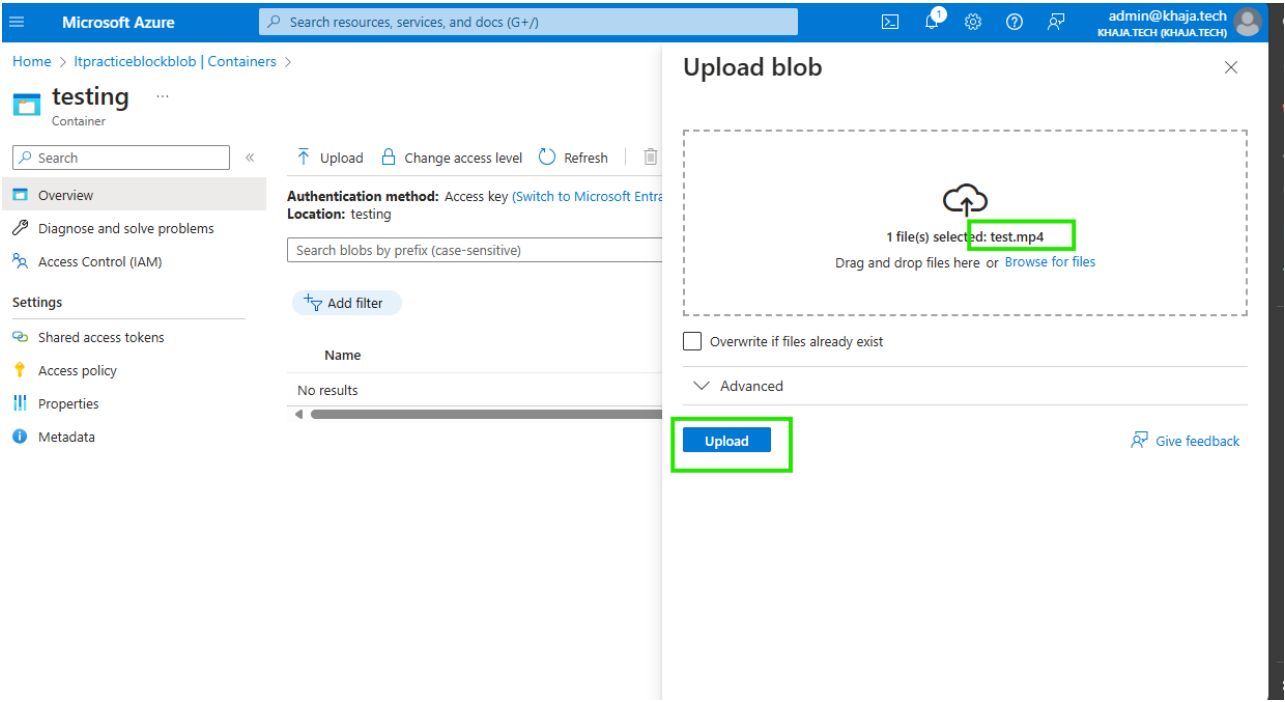 Microsoft Azure
Search resources, services, and docs (G+/)
1
admin@khaja.tech
KHAJA.TECH (KHAJA.TECH)
Home > ltpracticeblockblob | Containers >
testing ...
Container
Search
«
Overview
Diagnose and solve problems
Access Control (IAM)
Settings
Shared access tokens
Access policy
Properties
Metadata
Upload
Change access level
Refresh
Authentication method: Access key (Switch to Microsoft Entra
Location: testing
Search blobs by prefix (case-sensitive)
Add filter
Name
No results
Upload blob
1 file(s) selected: test.mp4
Drag and drop files here or Browse for files
Overwrite if files already exist
Advanced
Upload
Give feedback